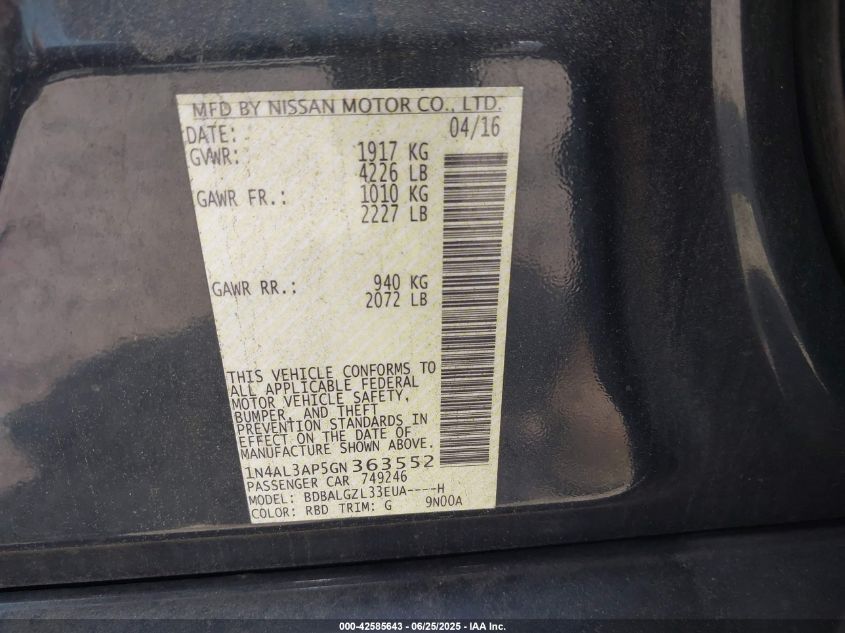 MFD BY NISSAN MOTOR CO., LTD.
DATE: 04/16
GVWR: 1917 KG
4226 LB
GAWR FR.: 1010 KG
2227 LB
GAWR RR.: 940 KG
2072 LB
THIS VEHICLE CONFORMS TO
ALL APPLICABLE FEDERAL
MOTOR VEHICLE SAFETY,
BUMPER, AND THEFT
PREVENTION STANDARDS IN
EFFECT ON THE DATE OF
MANUFACTURE SHOWN ABOVE.
1N4AL3AP5GN363552
PASSENGER CAR 749246
MODEL: BDBALGZL33EUA----H
COLOR: RBD TRIM: G 9N00A
000-42585643 - 06/25/2025 - IAA Inc.